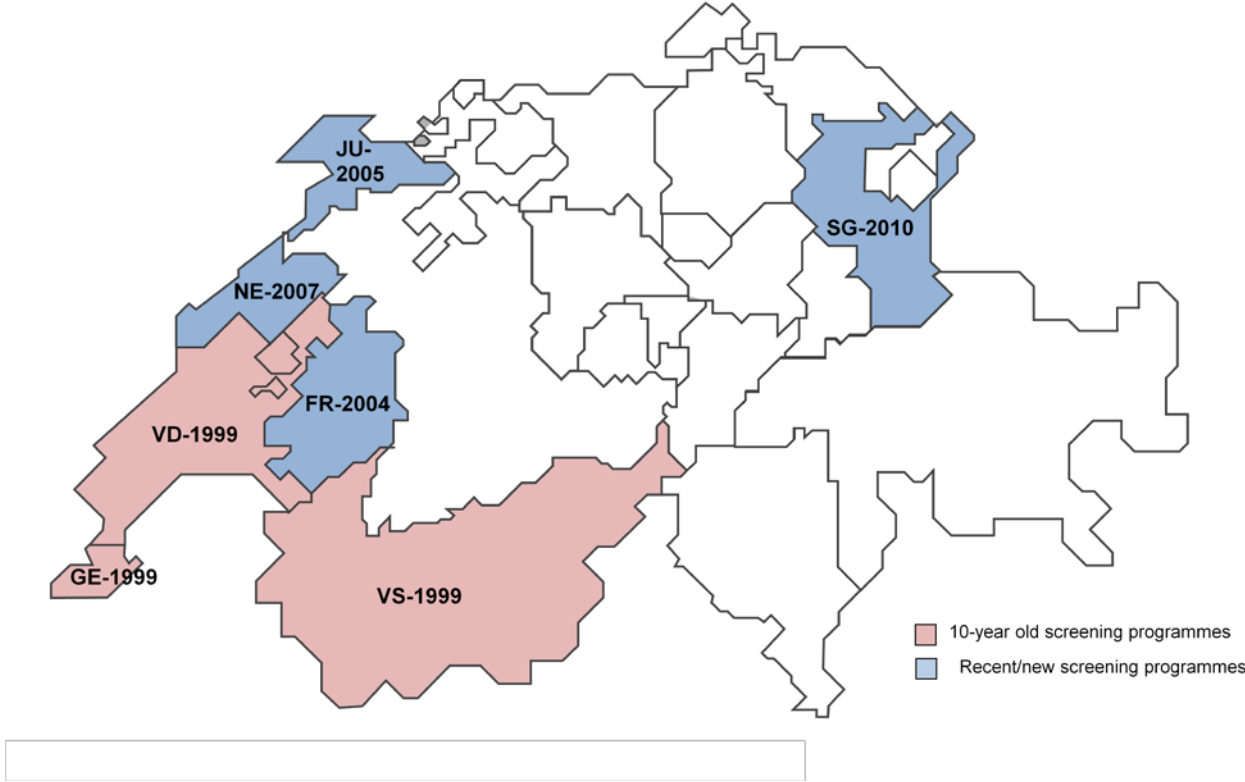 JU-
2005
SG-2010
NE-2007
FR-2004
VD-1999
GE-1999
VS-1999
10-year old screening programmes
Recent/new screening programmes